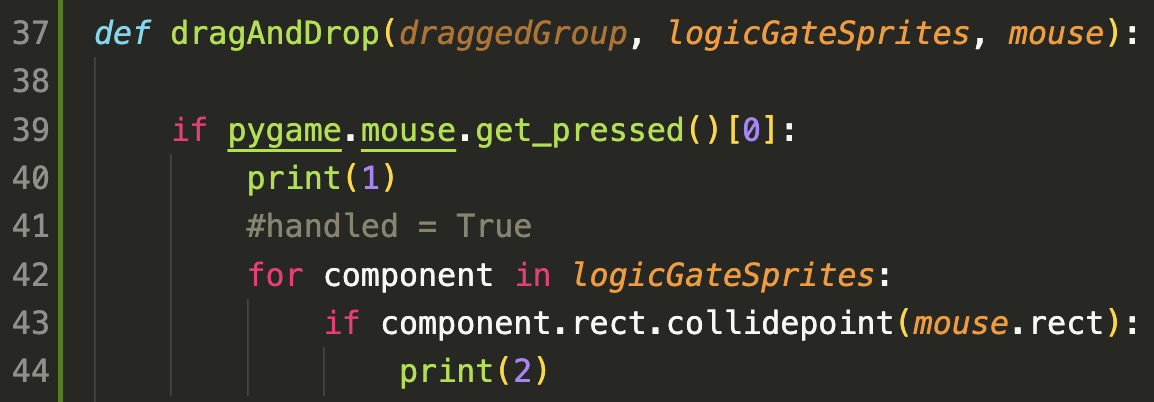 37 def dragAndDrop(draggedGroup, logicGateSprites, mouse):
38
39     if pygame.mouse.get_pressed()[0]:
40         print(1)
41         #handled = True
42         for component in logicGateSprites:
43             if component.rect.collidepoint(mouse.rect):
44                 print(2)